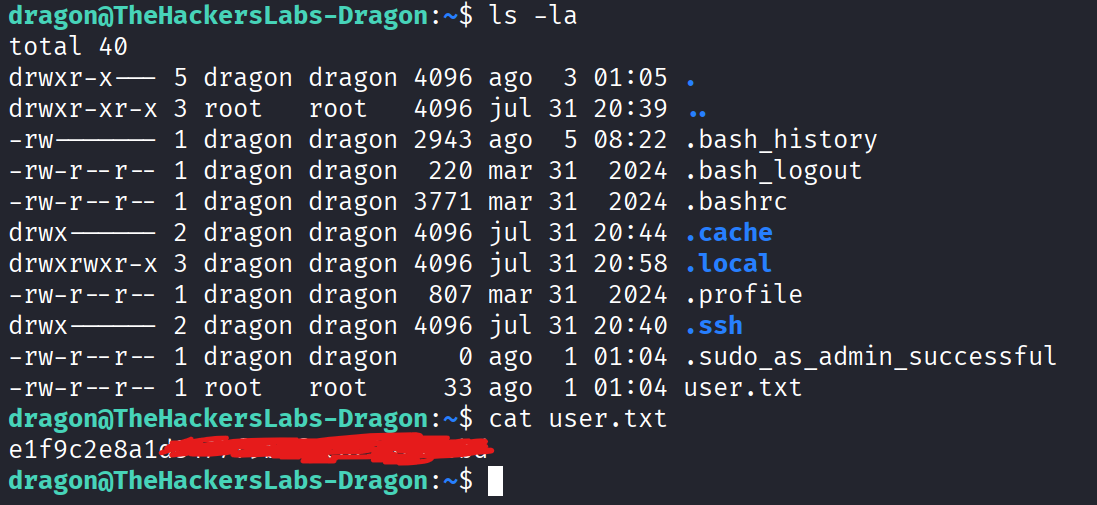 dragon@TheHackersLabs-Dragon:~$ ls -la
total 40
drwxr-x--- 5 dragon dragon 4096 ago  3 01:05 .
drwxr-xr-x 3 root   root   4096 jul 31 20:39 ..
-rw------- 1 dragon dragon 2943 ago  5 08:22 .bash_history
-rw-r--r-- 1 dragon dragon  220 mar 31  2024 .bash_logout
-rw-r--r-- 1 dragon dragon 3771 mar 31  2024 .bashrc
drwx------ 2 dragon dragon 4096 jul 31 20:44 .cache
drwxrwxr-x 3 dragon dragon 4096 jul 31 20:58 .local
-rw-r--r-- 1 dragon dragon  807 mar 31  2024 .profile
drwx------ 2 dragon dragon 4096 jul 31 20:40 .ssh
-rw-r--r-- 1 dragon dragon    0 ago  1 01:04 .sudo_as_admin_successful
-rw-r--r-- 1 root   root     33 ago  1 01:04 user.txt
dragon@TheHackersLabs-Dragon:~$ cat user.txt
e1f9c2e8a1
dragon@TheHackersLabs-Dragon:~$